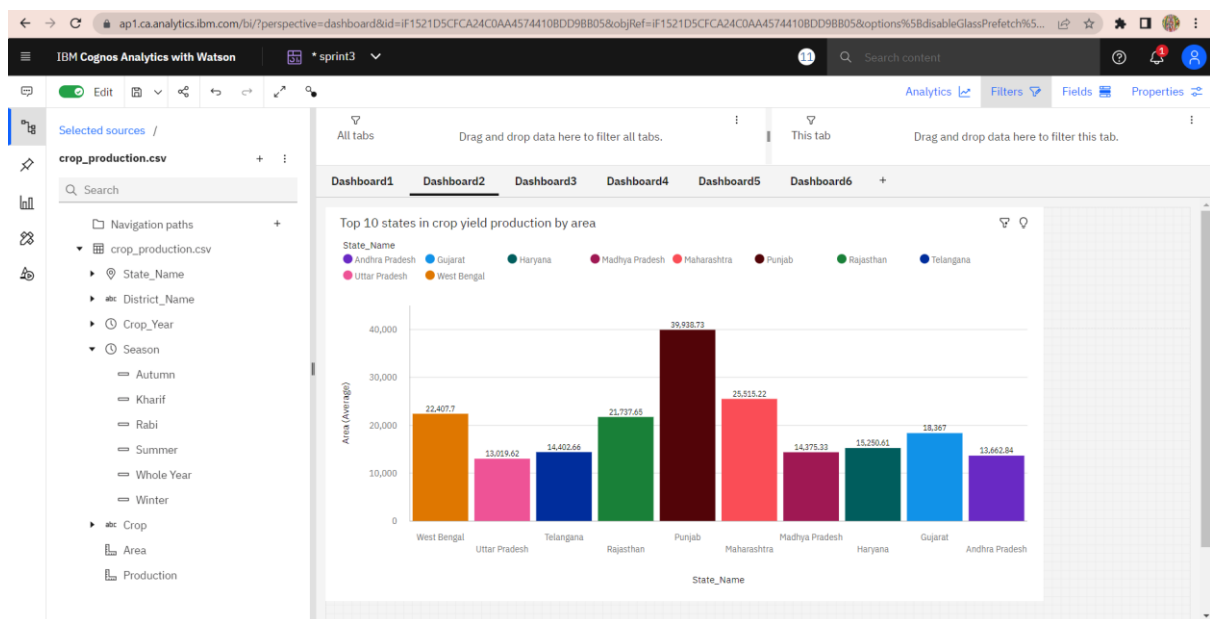 ap1.ca.analytics.ibm.com/bi/?perspective=dashboard&id=iF1521D5CFCA24C0AA4574410BDD9BB05&objRef=iF1521D5CFCA24C0AA4574410BDD9BB05&options%5BdisableGlassPrefetch%5...
IBM Cognos Analytics with Watson * sprint3 11 Search content 1
Edit Analytics Filters Fields Properties
Selected sources /
crop_production.csv
Search
Navigation paths
crop_production.csv
State_Name
abc District_Name
Crop_Year
Season
Autumn
Kharif
Rabi
Summer
Whole Year
Winter
abc Crop
Area
Production
All tabs Drag and drop data here to filter all tabs.
This tab Drag and drop data here to filter this tab.
Dashboard1 Dashboard2 Dashboard3 Dashboard4 Dashboard5 Dashboard6 +
Top 10 states in crop yield production by area
State_Name
Andhra Pradesh Gujarat Haryana Madhya Pradesh Maharashtra Punjab Rajasthan Telangana
Uttar Pradesh West Bengal
Area (Average)
40,000
30,000
20,000
10,000
0
22,407.7
13,019.62
14,402.66
21,737.65
39,938.73
25,515.22
14,375.33
15,250.61
18,367
13,662.84
West Bengal Telangana Punjab Madhya Pradesh Gujarat
Uttar Pradesh Rajasthan Maharashtra Haryana Andhra Pradesh
State_Name